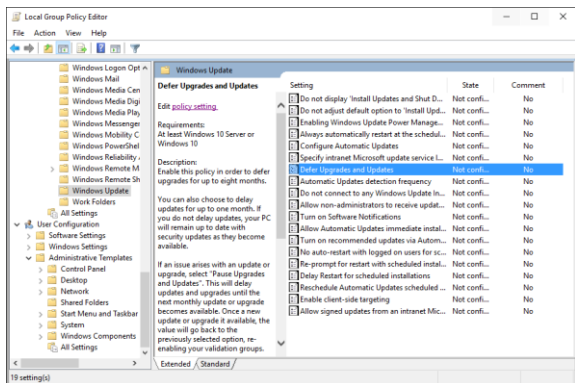 Local Group Policy Editor
File Action View Help
Windows Logon Opt
Windows Mail
Windows Media Cen
Windows Media Digi
Windows Media Play
Windows Messenger
Windows Mobility C
Windows PowerShel
Windows Reliability
Windows Remote M
Windows Remote Sh
Windows Update
Work Folders
All Settings
User Configuration
Software Settings
Windows Settings
Administrative Templates
Control Panel
Desktop
Network
Shared Folders
Start Menu and Taskbar
System
Windows Components
All Settings
Windows Update
Defer Upgrades and Updates
Edit policy setting.
Requirements:
At least Windows 10 Server or
Windows 10
Description:
Enable this policy in order to defer
upgrades for up to eight months.
You can also choose to delay
updates for up to one month. If
you do not delay updates, your PC
will remain up to date with
security updates as they become
available.
If an issue arises with an update or
upgrade, select "Pause Upgrades
and Updates". This will delay
updates and upgrades until the
next monthly update or upgrade
becomes available. Once a new
update or upgrade it available, the
value will go back to the
previously selected option, re-
enabling your validation groups.
Setting State Comment
Do not display 'Install Updates and Shut D... Not confi... No
Do not adjust default option to 'Install Upd... Not confi... No
Enabling Windows Update Power Manage... Not confi... No
Always automatically restart at the schedul... Not confi... No
Configure Automatic Updates Not confi... No
Specify intranet Microsoft update service l... Not confi... No
Defer Upgrades and Updates Not confi... No
Automatic Updates detection frequency Not confi... No
Do not connect to any Windows Update In... Not confi... No
Allow non-administrators to receive updat... Not confi... No
Turn on Software Notifications Not confi... No
Allow Automatic Updates immediate instal... Not confi... No
Turn on recommended updates via Autom... Not confi... No
No auto-restart with logged on users for sc... Not confi... No
Re-prompt for restart with scheduled instal... Not confi... No
Delay Restart for scheduled installations Not confi... No
Reschedule Automatic Updates scheduled ... Not confi... No
Enable client-side targeting Not confi... No
Allow signed updates from an intranet Mic... Not confi... No
Extended Standard
19 setting(s)